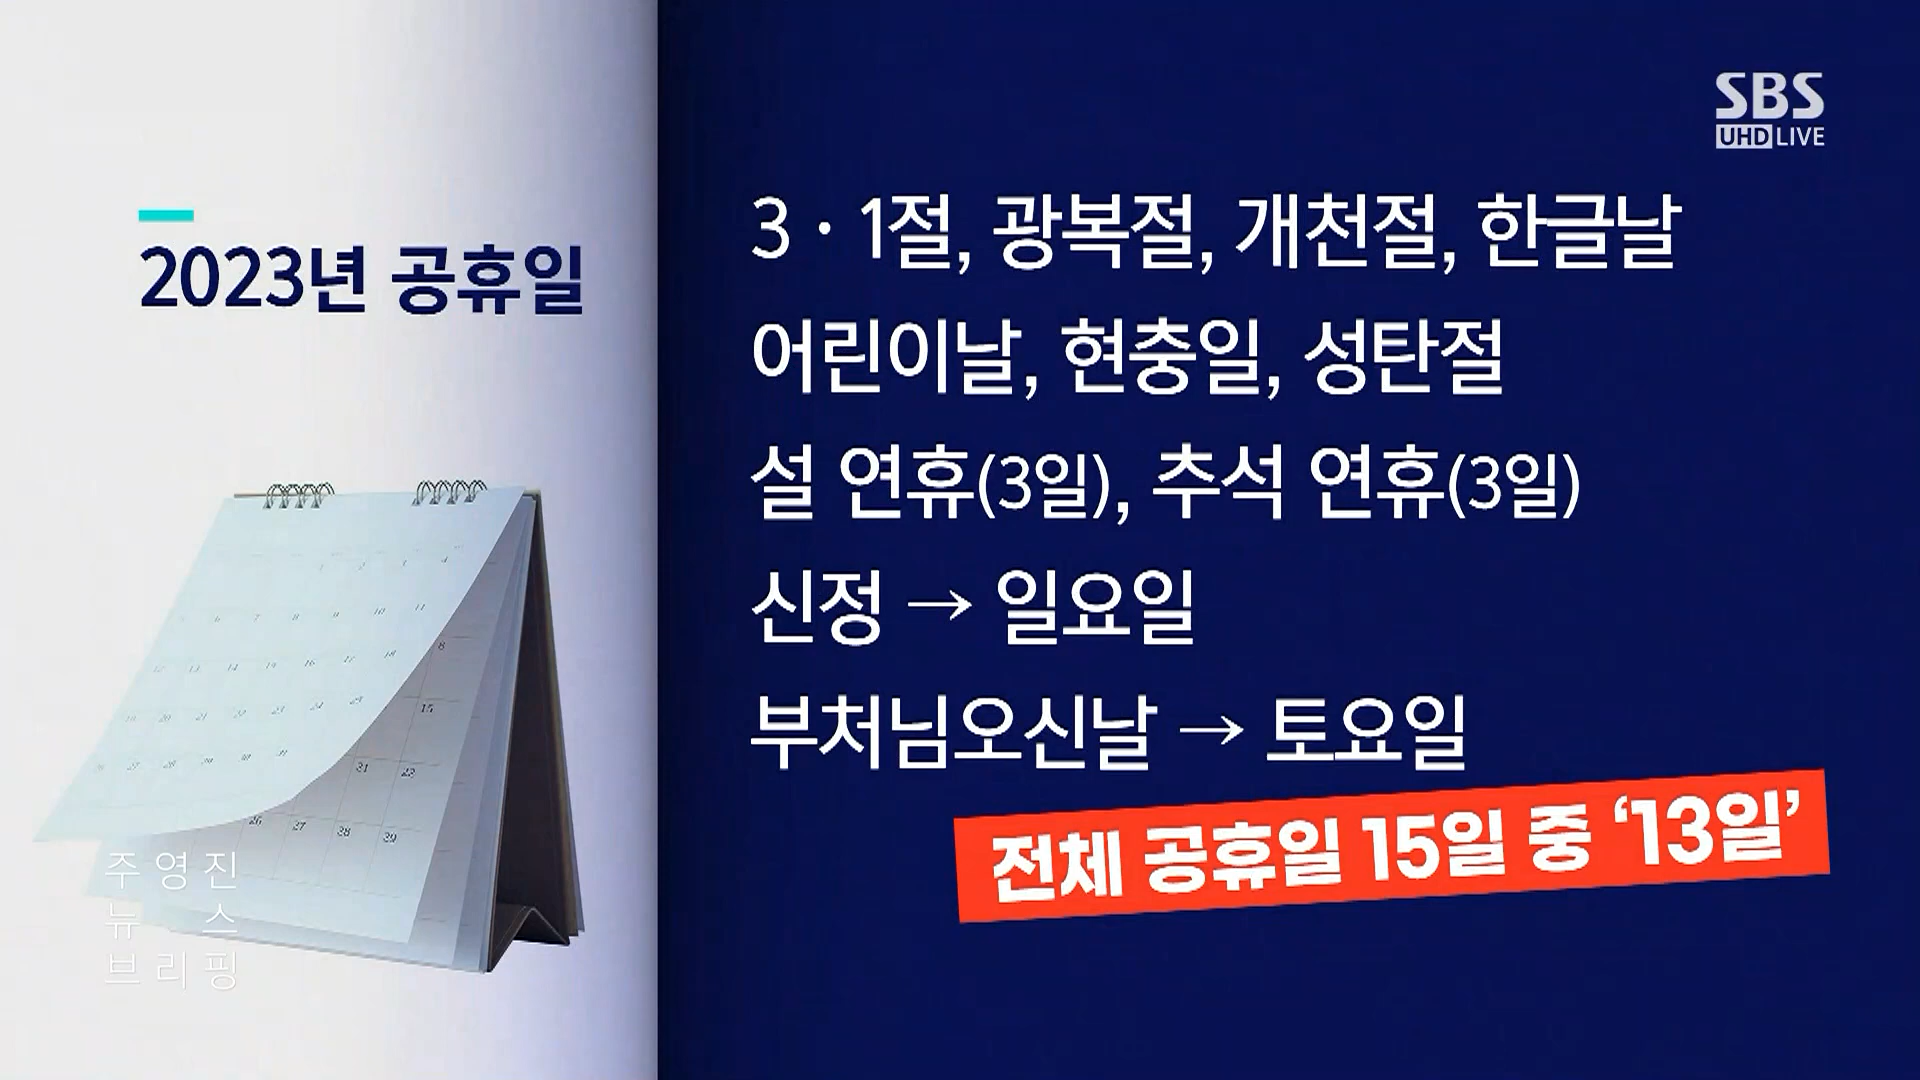 SBS
UHD LIVE
2023년 공휴일
3 · 1절, 광복절, 개천절, 한글날
어린이날, 현충일, 성탄절
설 연휴(3일), 추석 연휴(3일)
신정 → 일요일
부처님오신날 → 토요일
전체 공휴일 15일 중 ‘13일’
주영진
뉴스
브리핑